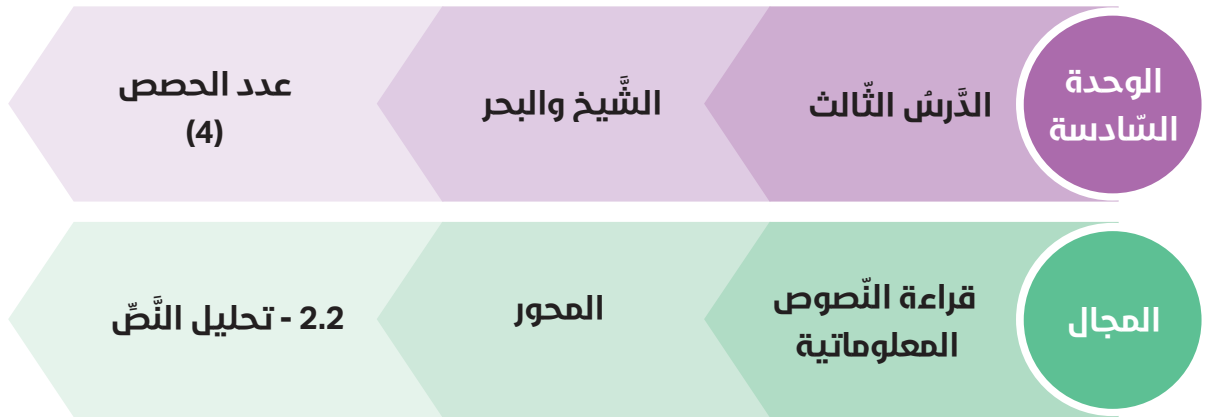 الوحدة
السّادسة
الدَّرسُ الثّالث
الشَّيخ والبحر
عدد الحصص
(4)
المجال
قراءة النّصوص
المعلوماتية
المحور
2.2 - تحليل النَّصِّ